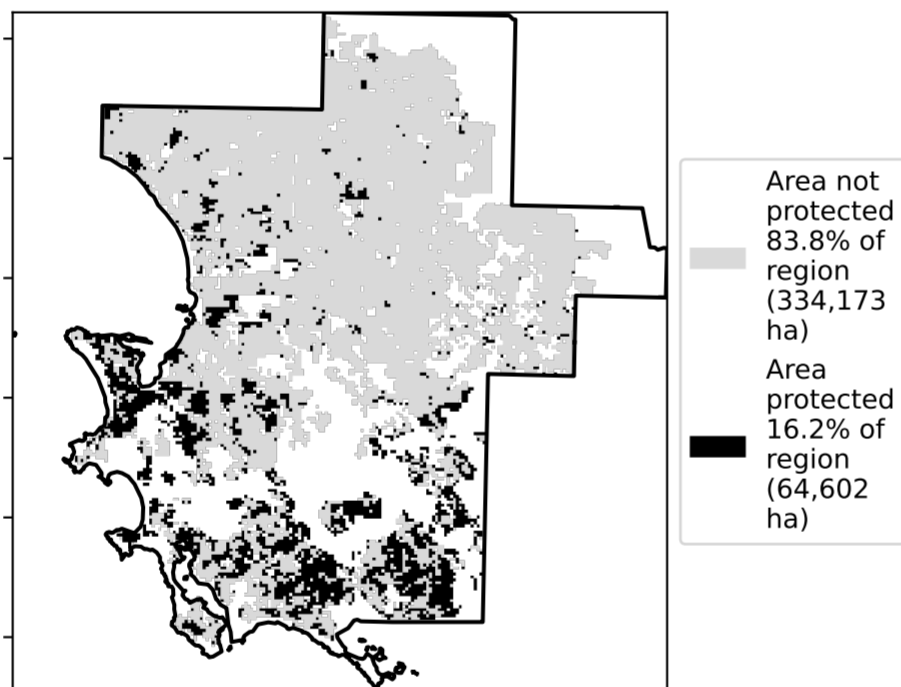 Area not
protected
83.8% of
region
(334,173
ha)
Area
protected
16.2% of
region
(64,602
ha)